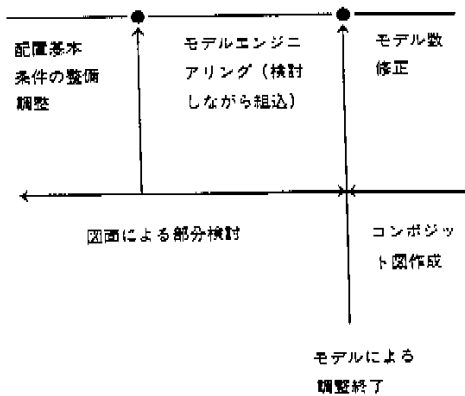 配置基本
条件の整備
調整
モデルエンジニ
アリング（検討
しながら組込）
モデル数
修正
図面による部分検討
コンポジッ
ト図作成
モデルによる
調整終了